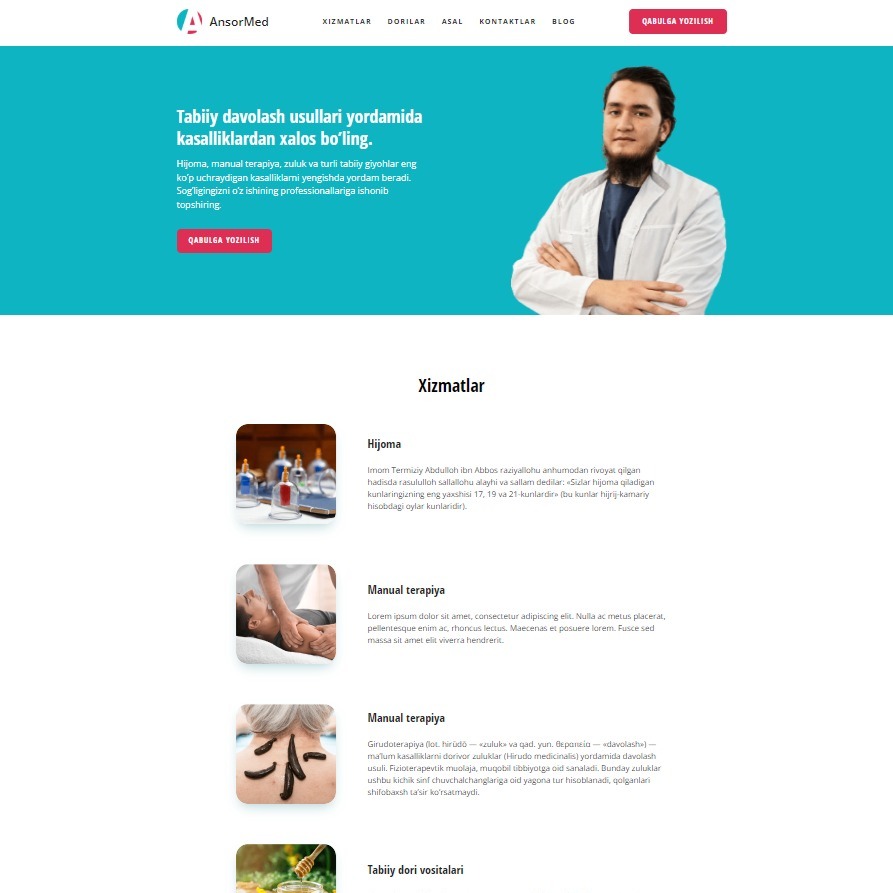 AnsorMed
XIZMATLAR DORILAR ASAL KONTAKTLAR BLOG
QABULGA YOZILISH
Tabiiy davolash usullari yordamida
kasalliklardan xalos bo‘ling.
Hijoma, manual terapiya, zuluk va turli tabiiy giyohlar eng
ko‘p uchraydigan kasalliklarni yengishda yordam beradi.
Sog‘ligingizni o‘z ishining professionallariga ishonib
topshiring.
QABULGA YOZILISH
Xizmatlar
Hijoma
Imom Termiziy Abdulloh ibn Abbos raziyallohu anhumodan rivoyat qilgan
hadisda rasululloh sallallohu alayhi va sallam dedilar: «Sizlar hijoma qiladigan
kunlaringizning eng yaxshisi 17, 19 va 21-kunlardir» (bu kunlar hijrij-kamariy
hisobdagi oylar kunlaridir).
Manual terapiya
Lorem ipsum dolor sit amet, consectetur adipiscing elit. Nulla ac metus placerat,
pellentesque enim ac, rhoncus lectus. Maecenas et posuere lorem. Fusce sed
massa sit amet elit viverra hendrerit.
Manual terapiya
Girudoterapiya (lot. hirūdō — «zuluk» va qad. yun. θεραπεία — «davolash») —
ma’lum kasalliklarni dorivor zuluklar (Hirudo medicinalis) yordamida davolash
usuli. Fizioterapevtik muolaja, muqobil tibbiyotga oid sanaladi. Bunday zuluklar
ushbu kichik sinf chuvchalchanglariga oid yagona tur hisoblanadi, qolganlari
shifobaxsh ta’sir ko‘rsatmaydi.
Tabiiy dori vositalari